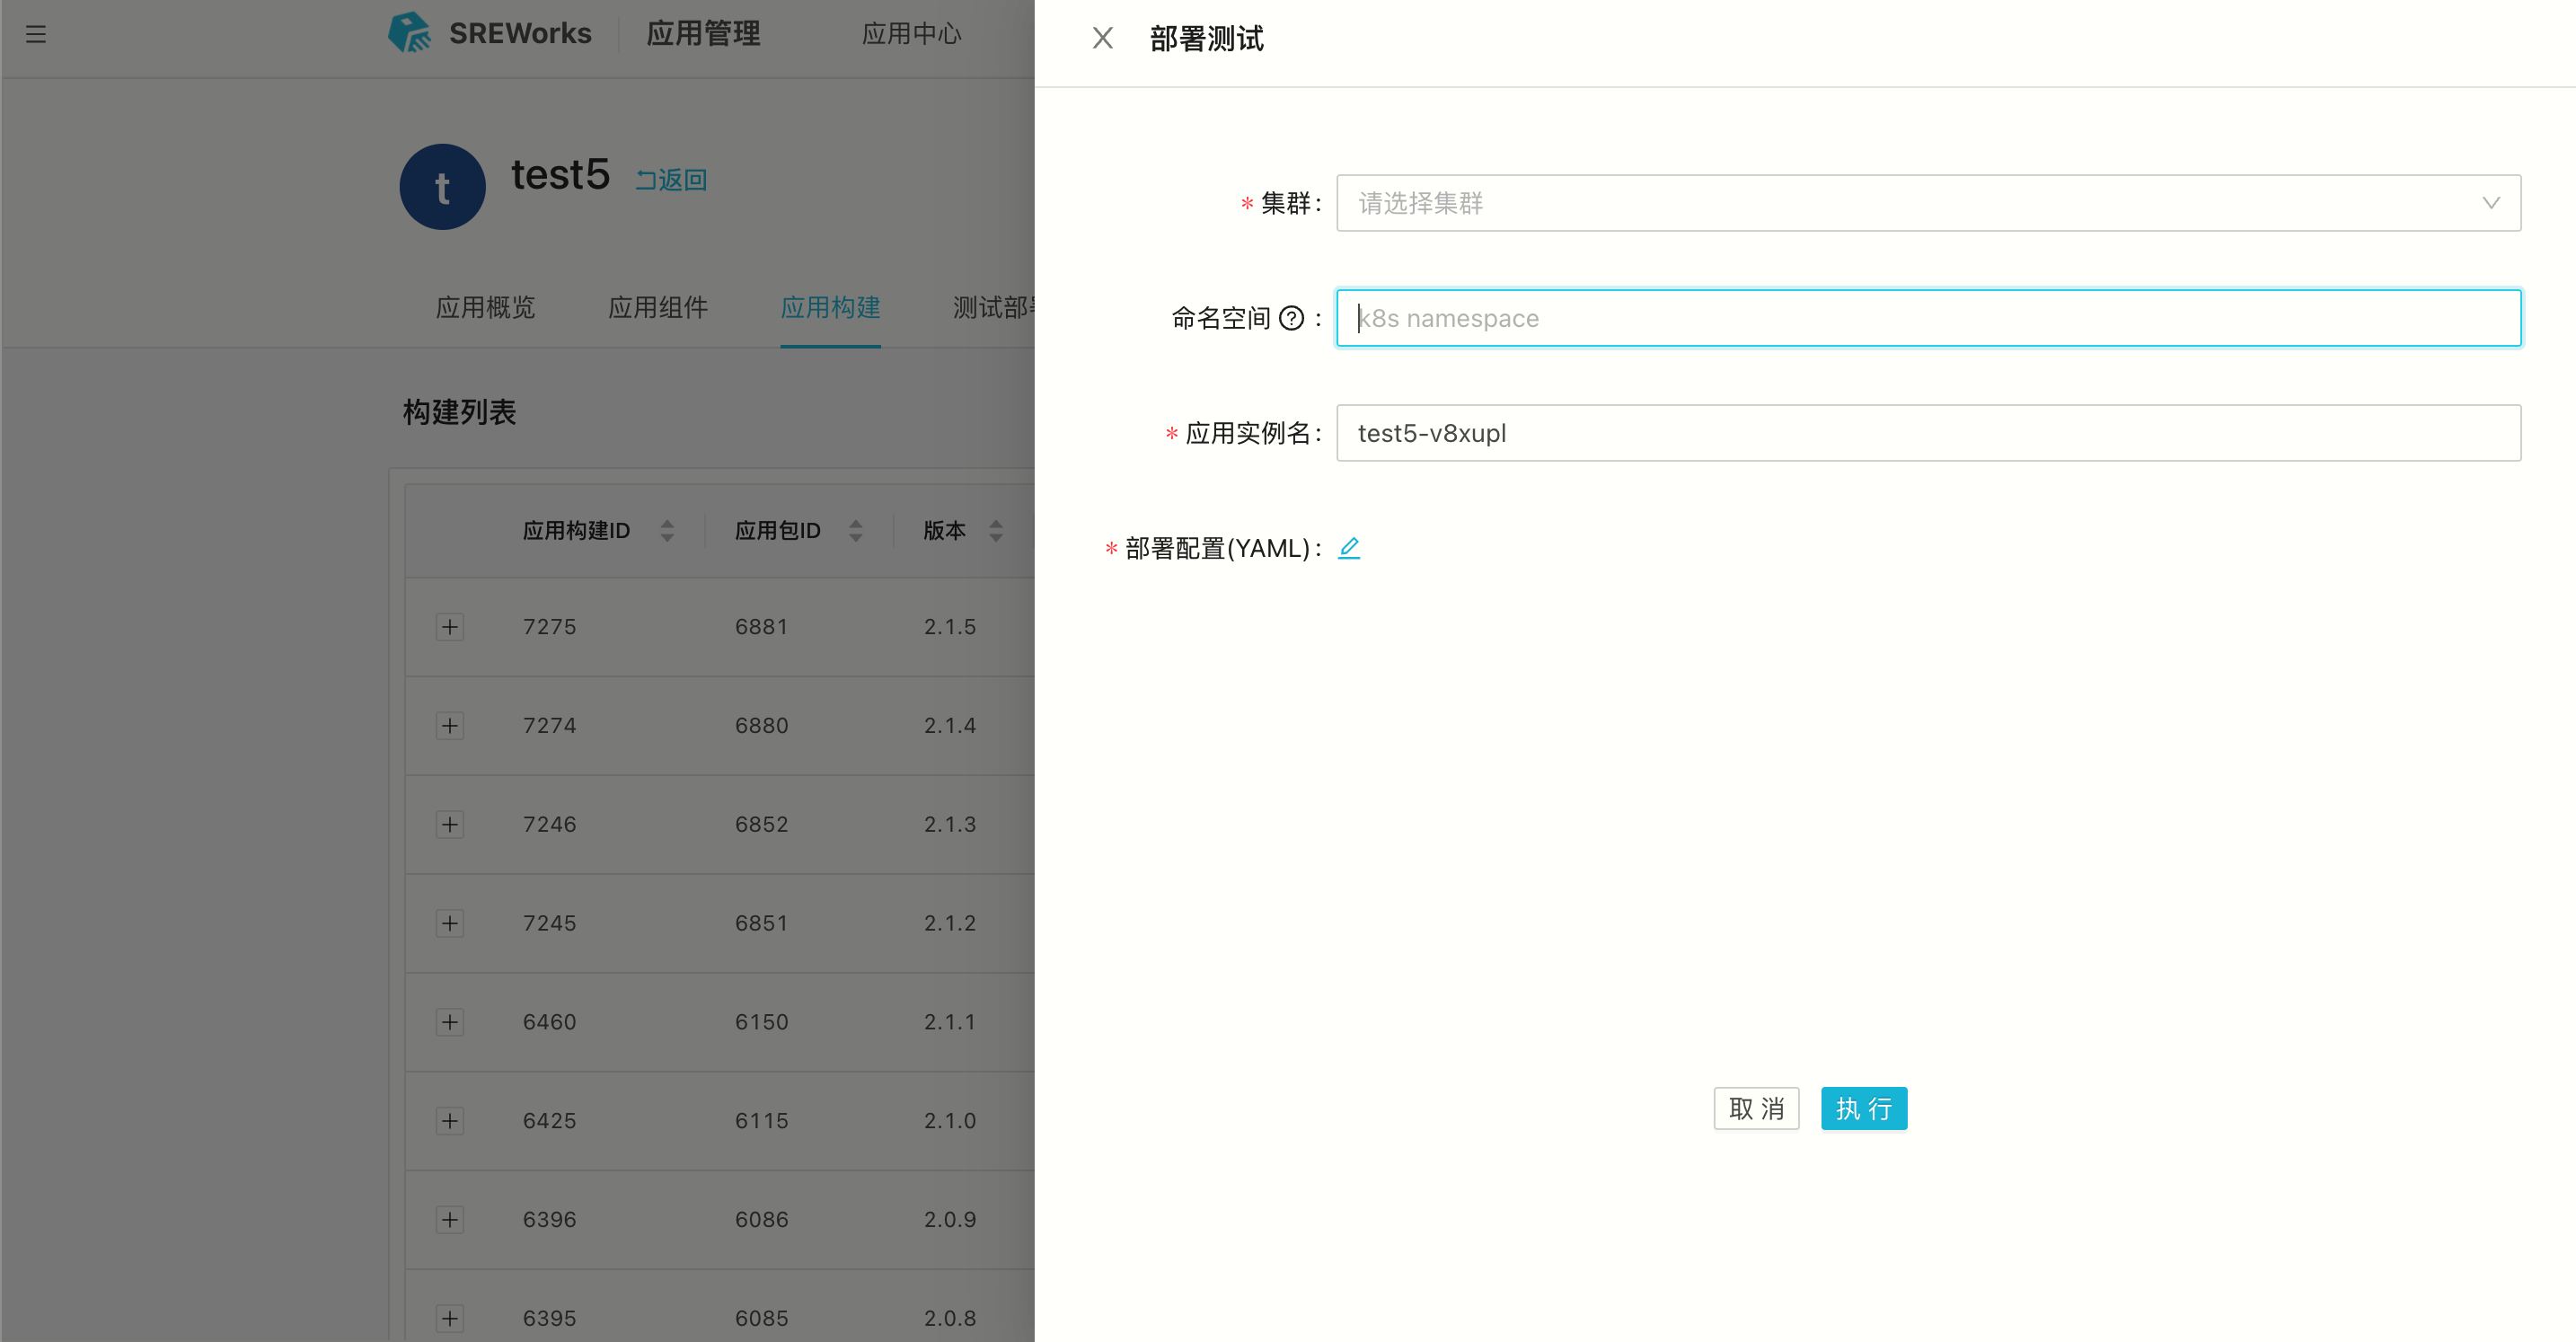 SREWorks
应用管理
应用中心
t
test5
返回
应用概览
应用组件
应用构建
测试部
构建列表
应用构建ID 应用包ID 版本
7275 6881 2.1.5
7274 6880 2.1.4
7246 6852 2.1.3
7245 6851 2.1.2
6460 6150 2.1.1
6425 6115 2.1.0
6396 6086 2.0.9
6395 6085 2.0.8
部署测试
* 集群: 请选择集群
命名空间 ? : k8s namespace
* 应用实例名: test5-v8xupl
* 部署配置(YAML):
取 消
执 行